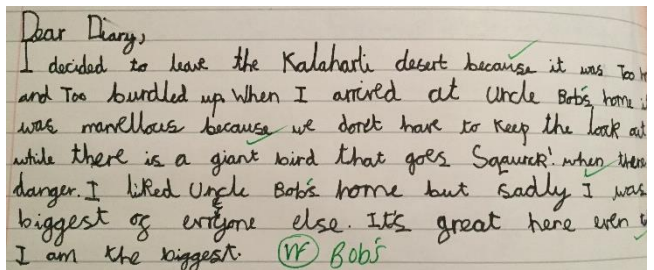 Dear Diary,
I decided to leave the Kalaharli desert because it was Too
and Too burdled up. When I arrived at Uncle Bob's home
was marvellous because we don't have to keep the look out
while there is a giant bird that goes Sqaurck! when there
danger. I liked Uncle Bob's home but sadly I was
biggest of everyone else. It's great here even
I am the biggest. VF Bob's